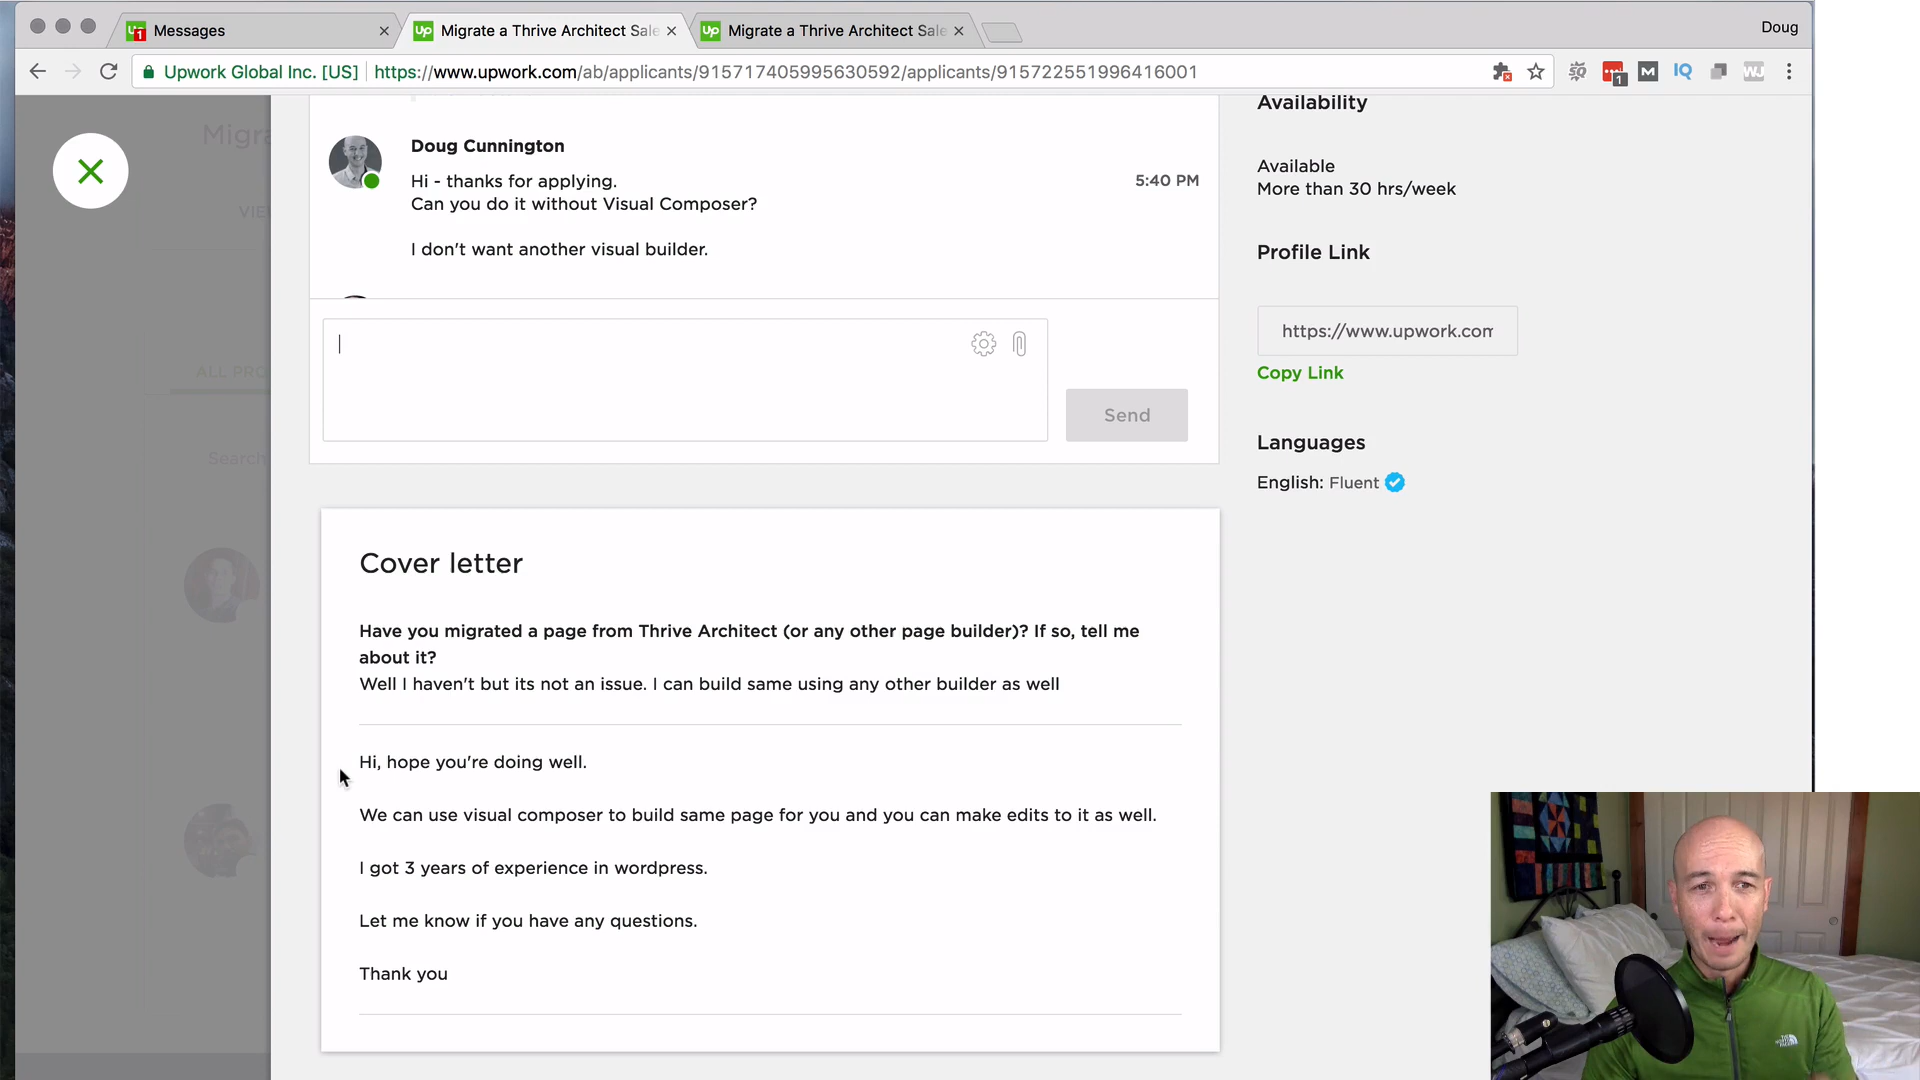 Messages
Migrate a Thrive Architect Sale
Migrate a Thrive Architect Sale
Doug
Upwork Global Inc. [US]
https://www.upwork.com/ab/applicants/915717405995630592/applicants/915722551996416001
Migra
VIE
ALL PRO
Search
Doug Cunnington
Hi - thanks for applying.
5:40 PM
Can you do it without Visual Composer?
I don't want another visual builder.
Send
Availability
Available
More than 30 hrs/week
Profile Link
https://www.upwork.com
Copy Link
Languages
English: Fluent
Cover letter
Have you migrated a page from Thrive Architect (or any other page builder)? If so, tell me
about it?
Well I haven't but its not an issue. I can build same using any other builder as well
Hi, hope you're doing well.
We can use visual composer to build same page for you and you can make edits to it as well.
I got 3 years of experience in wordpress.
Let me know if you have any questions.
Thank you